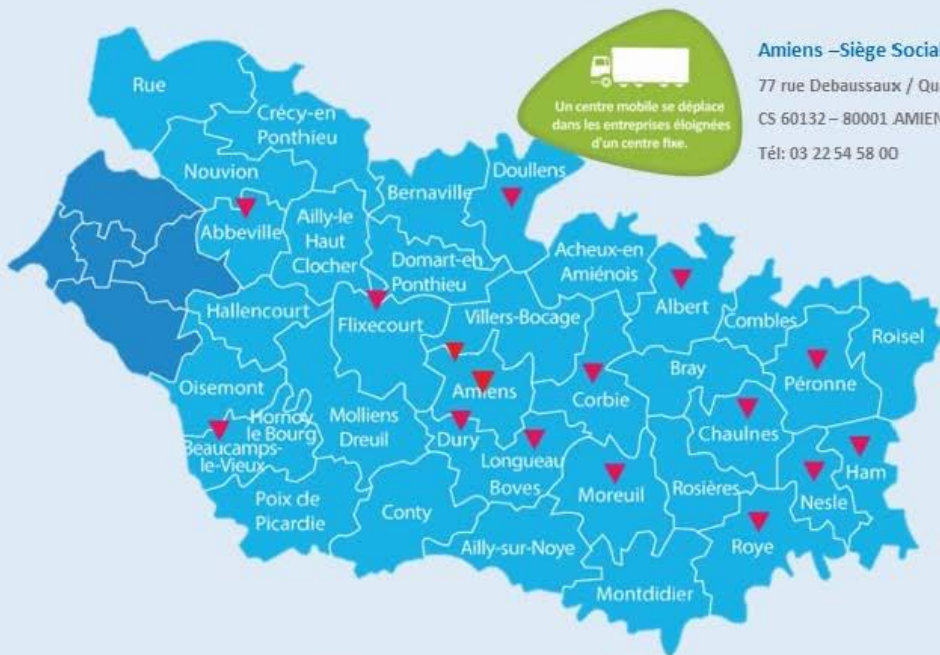 Un centre mobile se déplace
dans les entreprises éloignées
d'un centre fixe.
Amiens –Siège Socia
77 rue Debaussaux / Qu
CS 60132 – 80001 AMIEN
Tél: 03 22 54 58 00
Rue
Crécy-en
Ponthieu
Nouvion
Abbeville
Ailly-le
Haut
Clocher
Bernaville
Doullens
Domart-en
Ponthieu
Acheux-en
Amiénois
Albert
Combles
Roisel
Hallencourt
Flixecourt
Villers-Bocage
Bray
Péronne
Oisemont
Hornoy
le Bourg
Beaucamps-
le-Vieux
Molliens
Dreuil
Amiens
Corbie
Chaulnes
Dury
Longueau
Boves
Moreuil
Rosières
Nesle
Ham
Poix de
Picardie
Conty
Ailly-sur-Noye
Roye
Montdidier